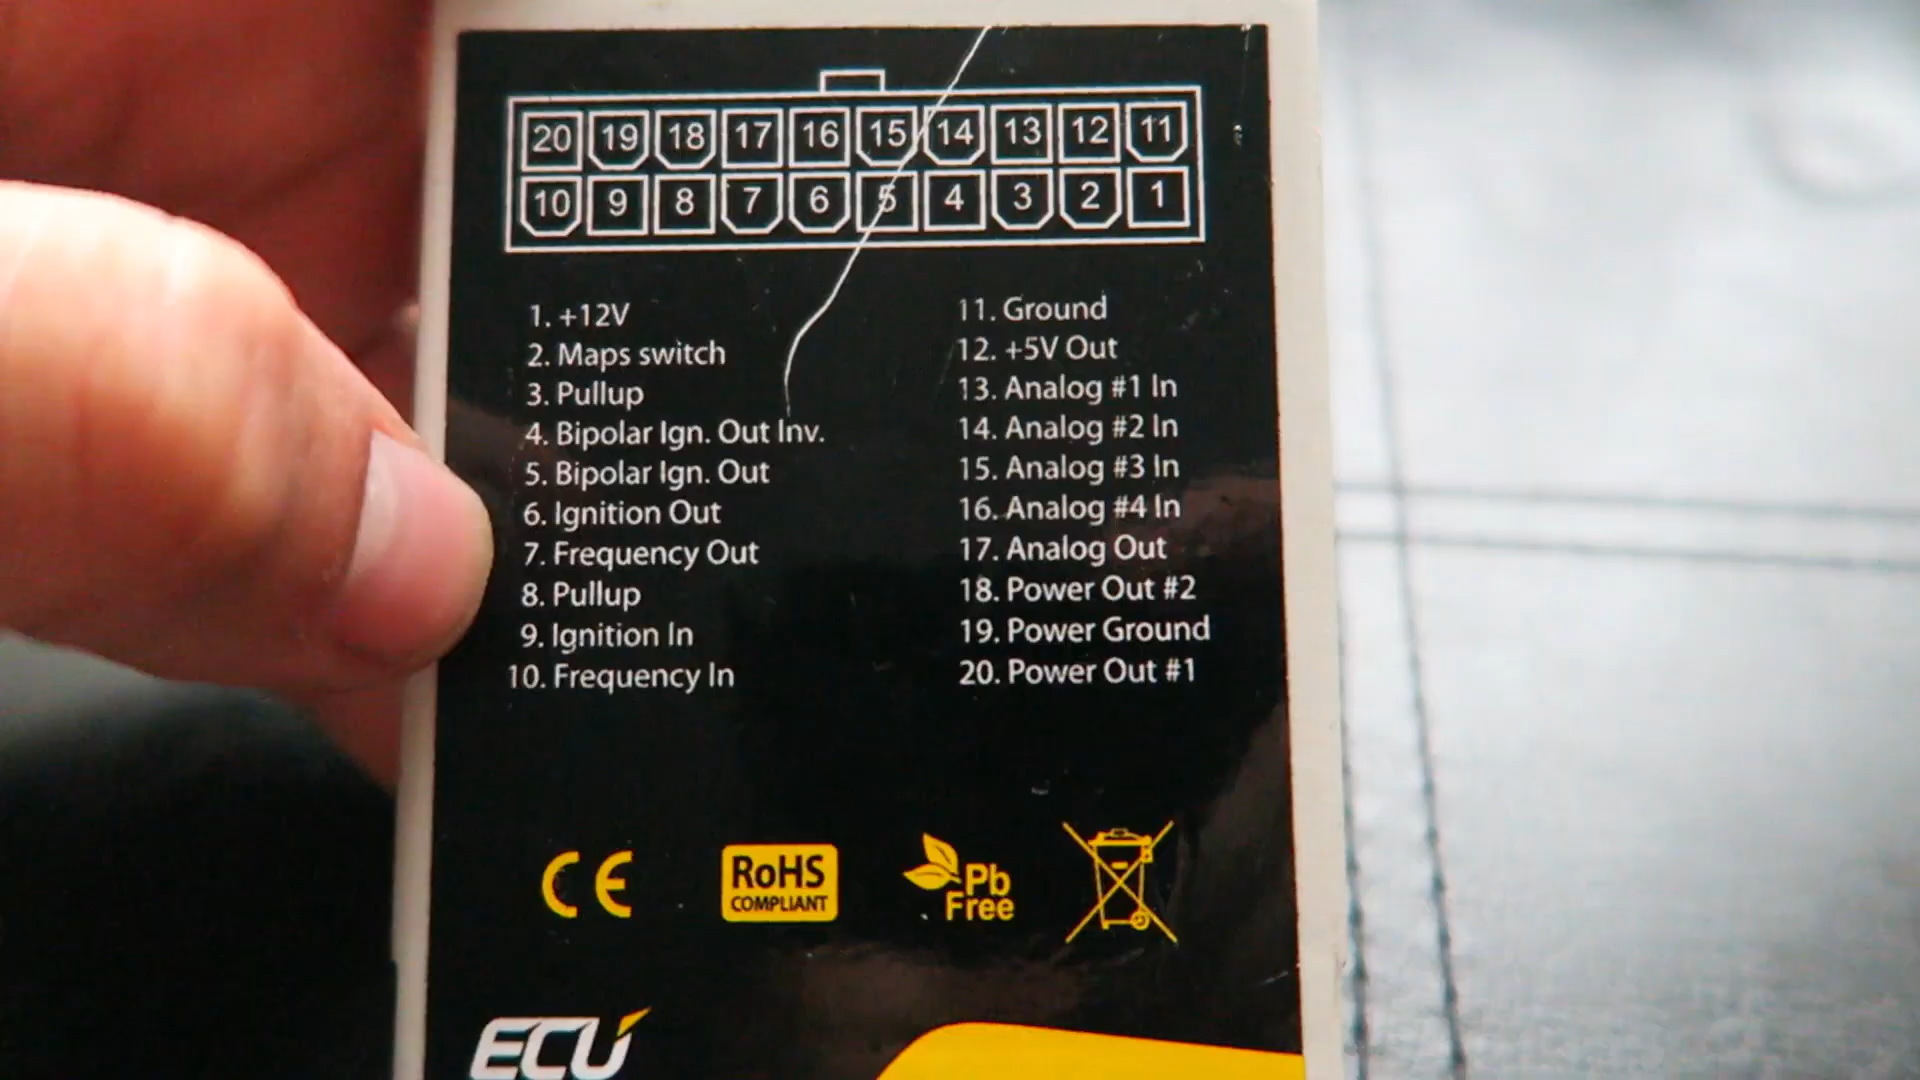 20 19 18 17 16 15 14 13 12 11
10 9 8 7 6 5 4 3 2 1
1. +12V
2. Maps switch
3. Pullup
4. Bipolar Ign. Out Inv.
5. Bipolar Ign. Out
6. Ignition Out
7. Frequency Out
8. Pullup
9. Ignition In
10. Frequency In
11. Ground
12. +5V Out
13. Analog #1 In
14. Analog #2 In
15. Analog #3 In
16. Analog #4 In
17. Analog Out
18. Power Out #2
19. Power Ground
20. Power Out #1
CE
RoHS
COMPLIANT
Pb
Free
ECU